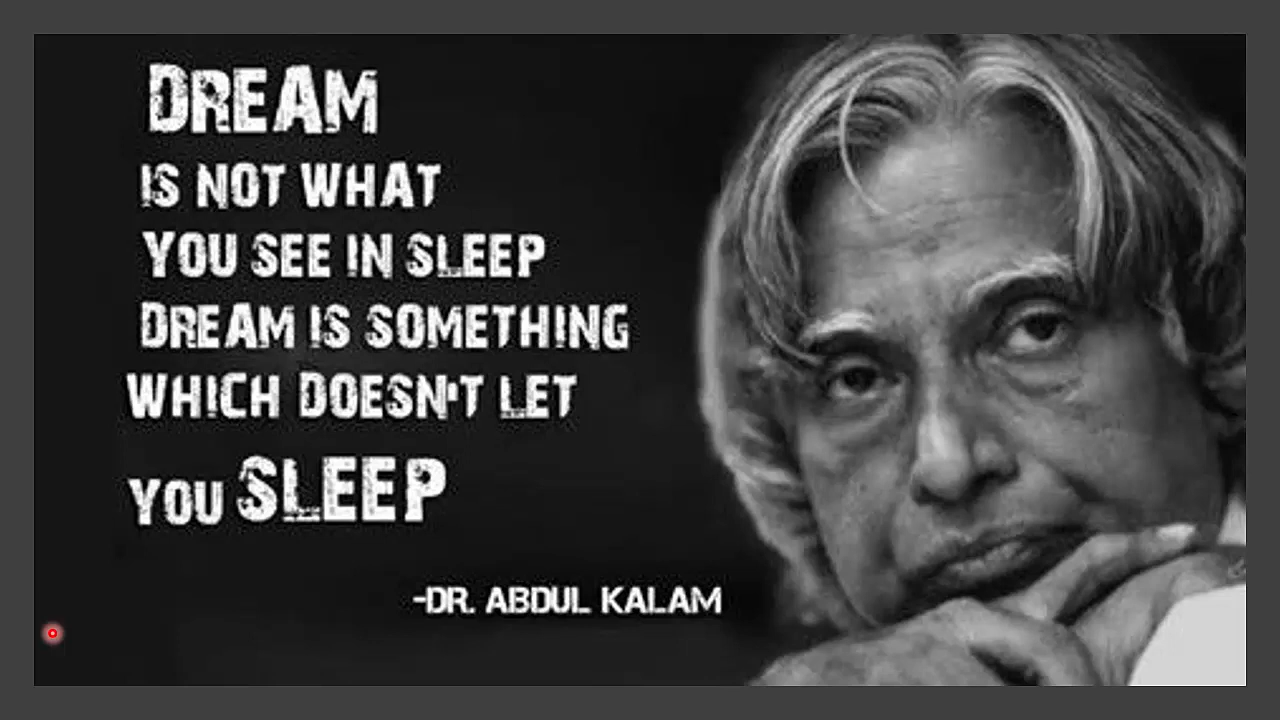 DREAM
IS NOT WHAT
YOU SEE IN SLEEP
DREAM IS SOMETHING
WHICH DOESN'T LET
YOU SLEEP
-DR. ABDUL KALAM